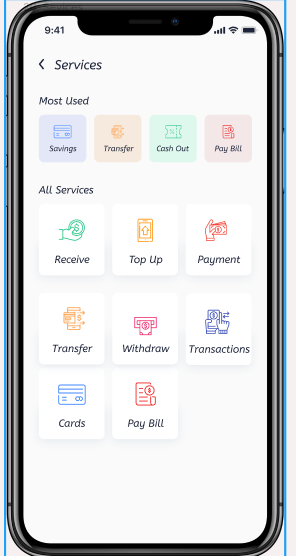 9:41
Services
Most Used
Savings Transfer Cash Out Pay Bill
All Services
Receive Top Up Payment
Transfer Withdraw Transactions
Cards Pay Bill